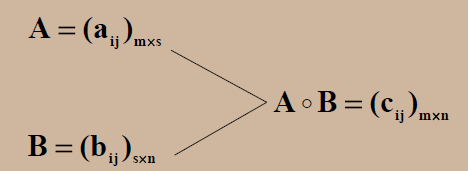 A = (a_ij)_m×s
A ∘ B = (c_ij)_m×n
B = (b_ij)_s×n